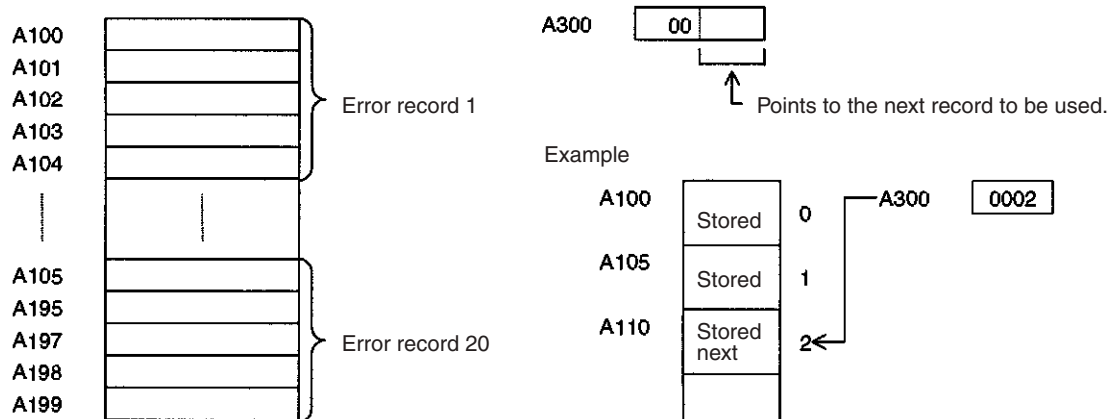 A100
A101
A102
A103
A104
Error record 1
A105
A195
A197
A198
A199
Error record 20
A300 00
Points to the next record to be used.
Example
A100 Stored 0
A300 0002
A105 Stored 1
A110 Stored
next 2